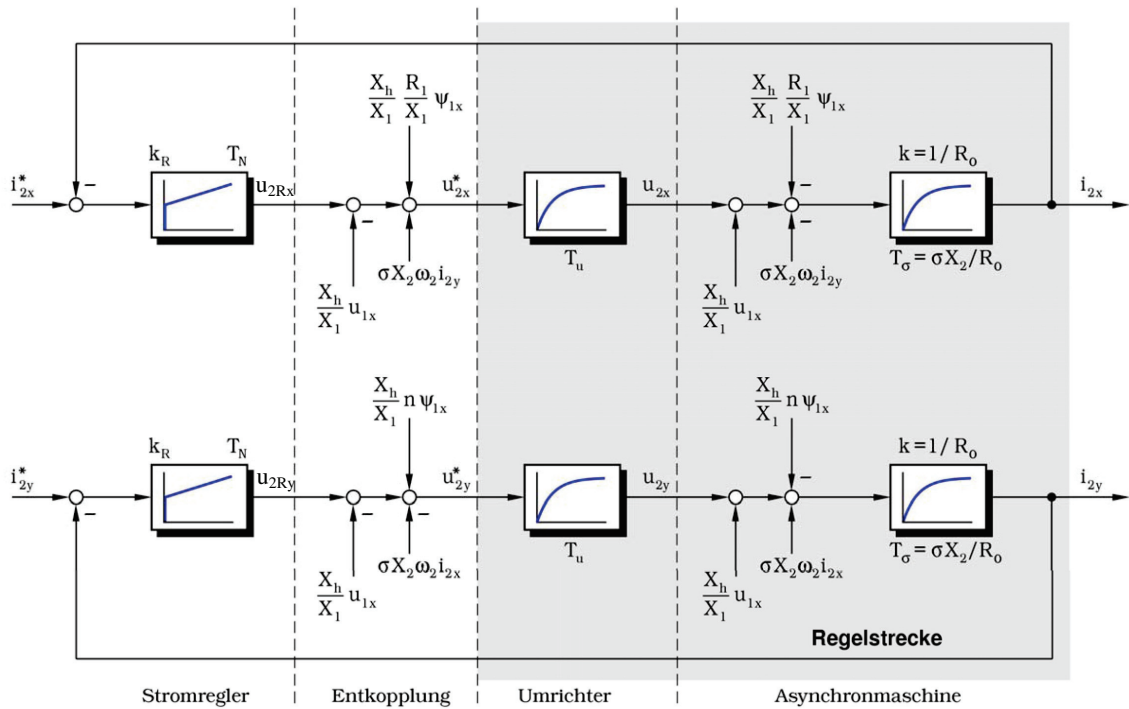 X_h/X_1 R_1/X_1 ψ_1x
X_h/X_1 R_1/X_1 ψ_1x
k_R T_N
k = 1/R_o
i*_2x
–
u_2Rx
–
u*_2x
u_2x
–
–
i_2x
T_u
T_σ = σX_2/R_o
σX_2ω_2i_2y
σX_2ω_2i_2y
X_h/X_1 u_1x
X_h/X_1 u_1x
X_h/X_1 n ψ_1x
X_h/X_1 n ψ_1x
k_R T_N
k = 1/R_o
i*_2y
–
u_2Ry
–
–
u*_2y
u_2y
–
i_2y
T_u
T_σ = σX_2/R_o
σX_2ω_2i_2x
σX_2ω_2i_2x
X_h/X_1 u_1x
X_h/X_1 u_1x
Regelstrecke
Stromregler
Entkopplung
Umrichter
Asynchronmaschine